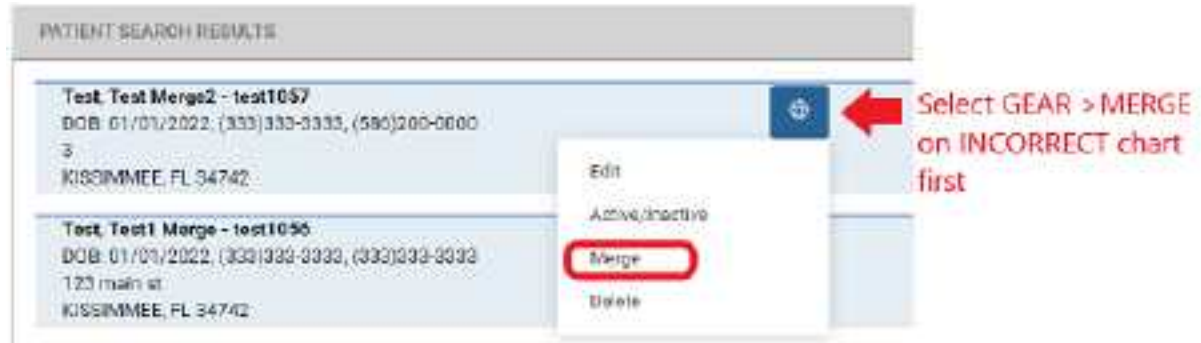 PATIENT SEARCH RESULTS
Test, Test Merge2 - test1057
DOB: 01/01/2022, (333)333-3333, (580)200-0000
3
KISSIMMEE, FL 34742
Select GEAR > MERGE
on INCORRECT chart
first
Edit
Active/Inactive
Merge
Delete
Test, Test1 Merge - test1056
DOB: 01/01/2022, (333)333-3333, (333)333-3333
123 main st
KISSIMMEE, FL 34742